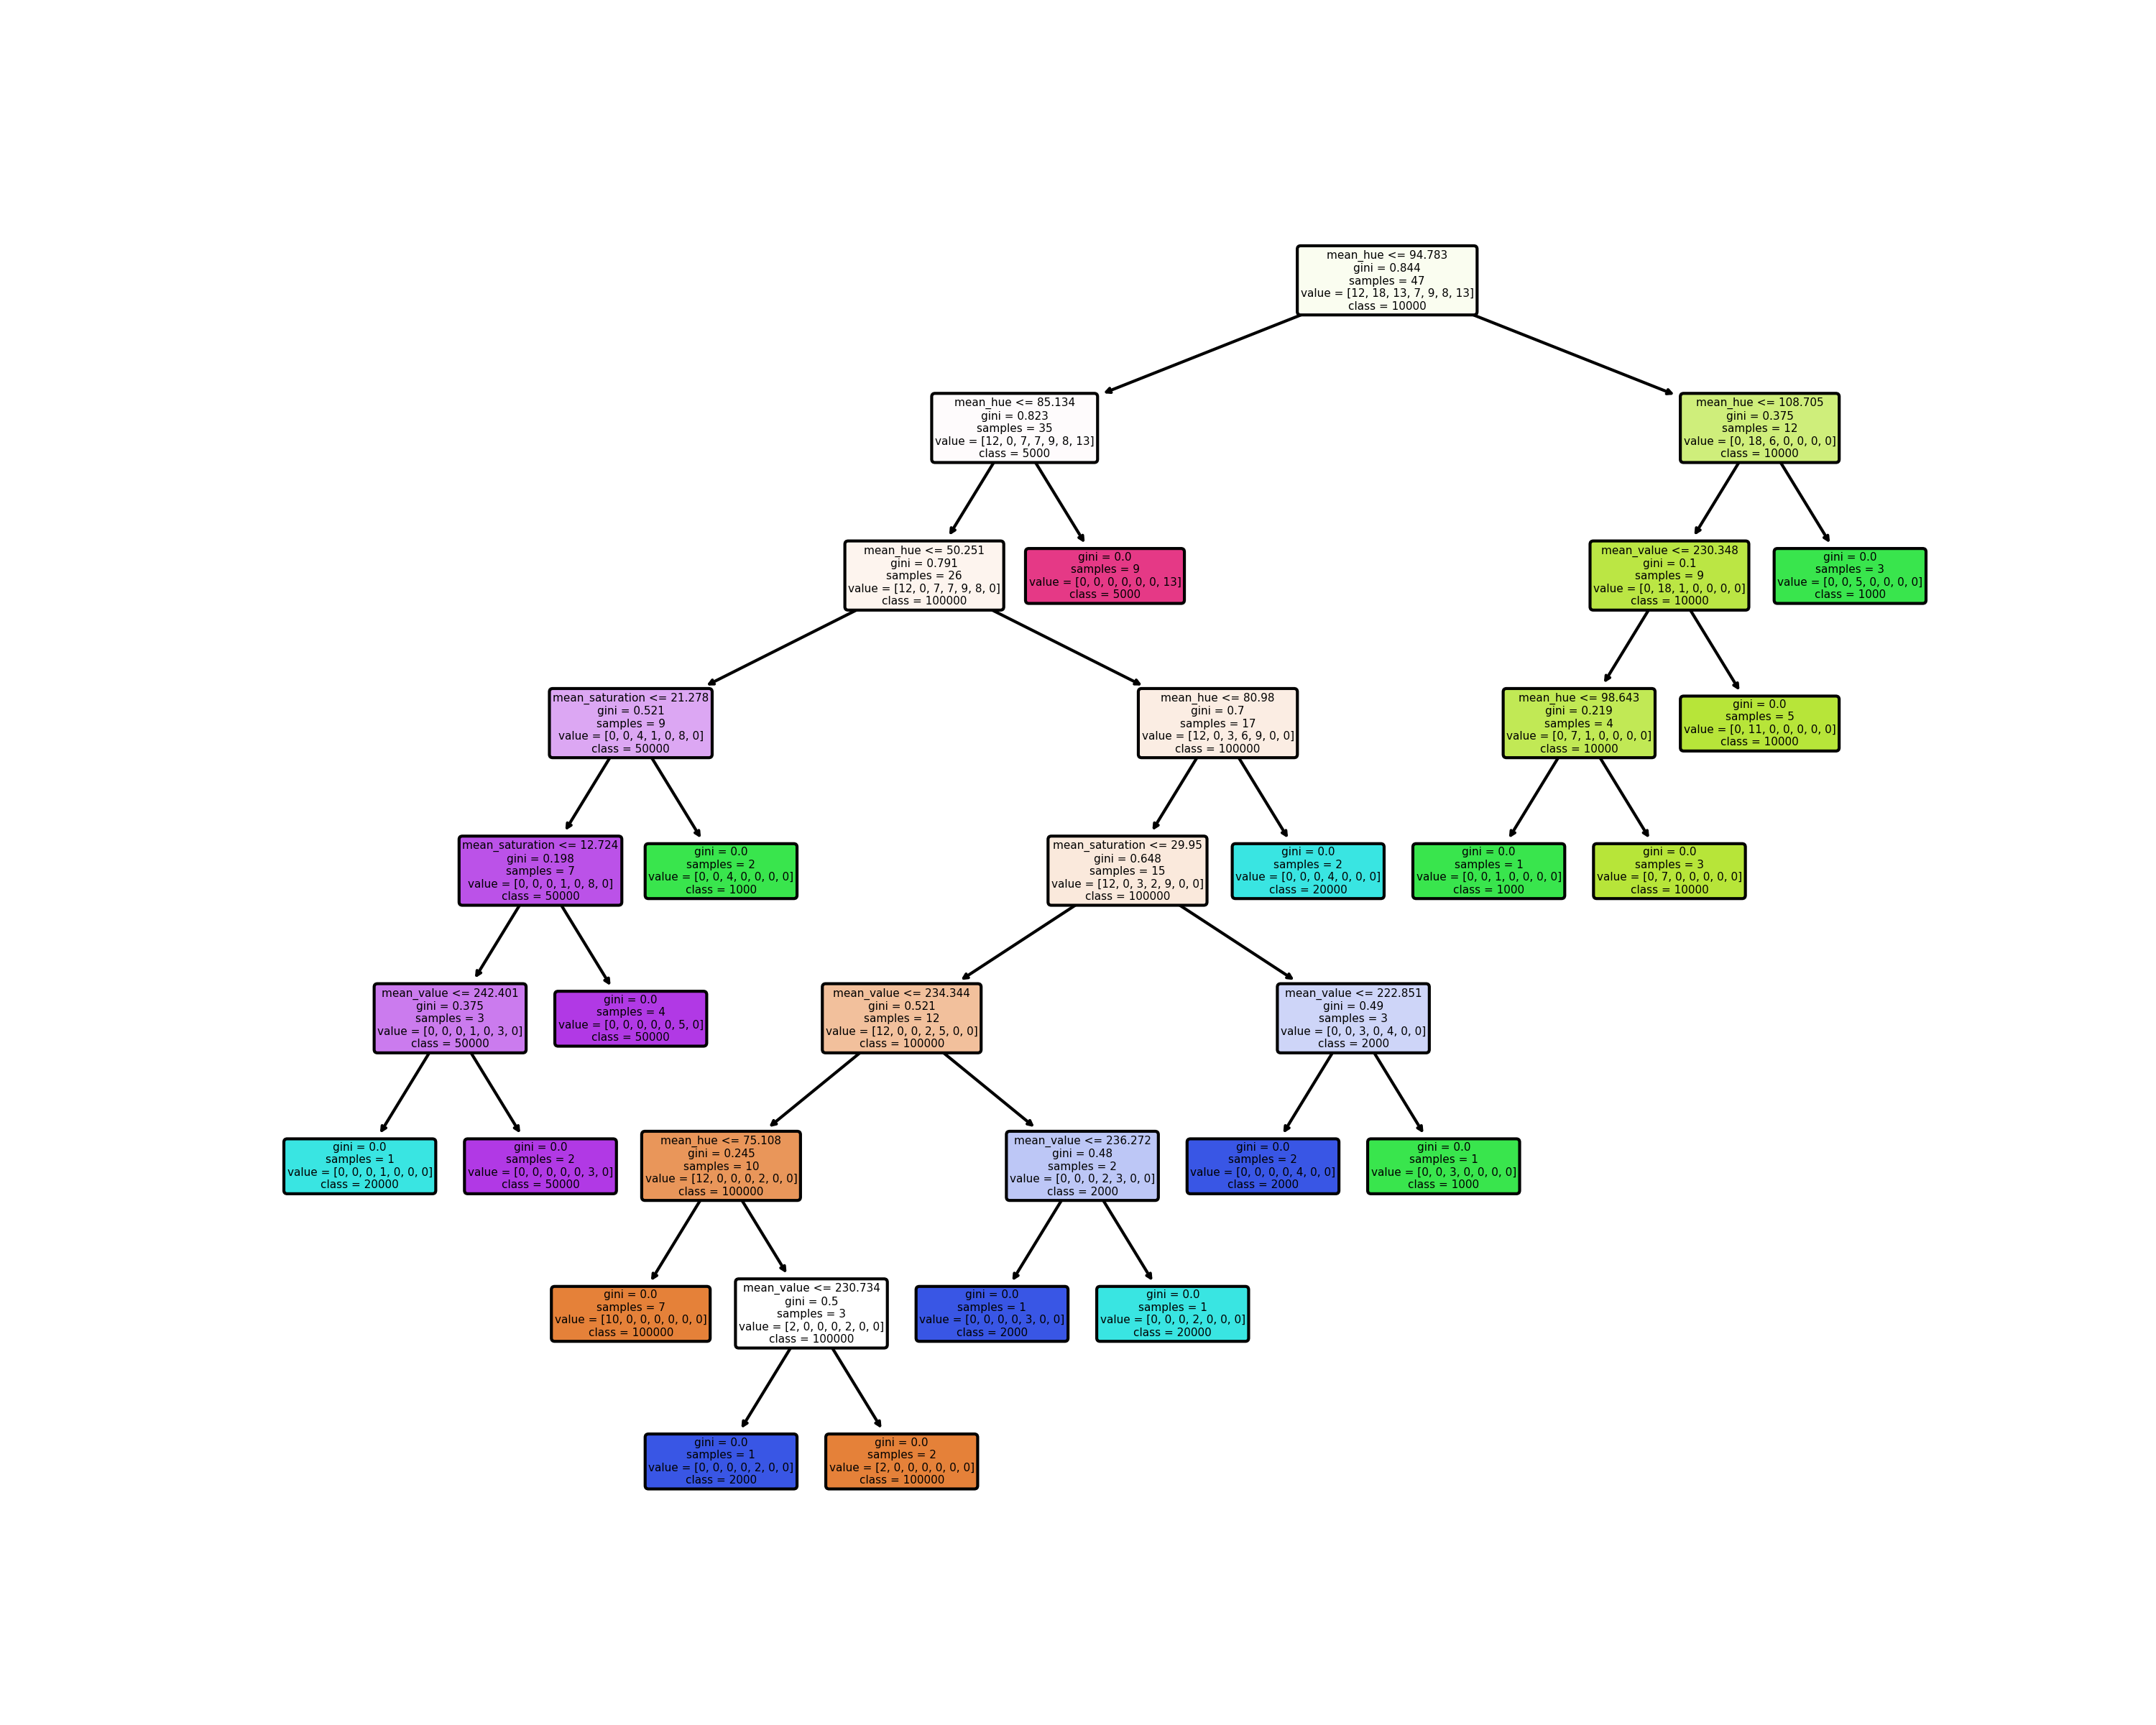 mean_hue <= 94.783
gini = 0.844
samples = 47
value = [12, 18, 13, 7, 9, 8, 13]
class = 10000
mean_hue <= 85.134
gini = 0.823
samples = 35
value = [12, 0, 7, 7, 9, 8, 13]
class = 5000
mean_hue <= 108.705
gini = 0.375
samples = 12
value = [0, 18, 6, 0, 0, 0, 0]
class = 10000
mean_hue <= 50.251
gini = 0.791
samples = 26
value = [12, 0, 7, 7, 9, 8, 0]
class = 100000
gini = 0.0
samples = 9
value = [0, 0, 0, 0, 0, 0, 13]
class = 5000
mean_value <= 230.348
gini = 0.1
samples = 9
value = [0, 18, 1, 0, 0, 0, 0]
class = 10000
gini = 0.0
samples = 3
value = [0, 0, 5, 0, 0, 0, 0]
class = 1000
mean_saturation <= 21.278
gini = 0.521
samples = 9
value = [0, 0, 4, 1, 0, 8, 0]
class = 50000
mean_hue <= 80.98
gini = 0.7
samples = 17
value = [12, 0, 3, 6, 9, 0, 0]
class = 100000
mean_hue <= 98.643
gini = 0.219
samples = 4
value = [0, 7, 1, 0, 0, 0, 0]
class = 10000
gini = 0.0
samples = 5
value = [0, 11, 0, 0, 0, 0, 0]
class = 10000
mean_saturation <= 12.724
gini = 0.198
samples = 7
value = [0, 0, 0, 1, 0, 8, 0]
class = 50000
gini = 0.0
samples = 2
value = [0, 0, 4, 0, 0, 0, 0]
class = 1000
mean_saturation <= 29.95
gini = 0.648
samples = 15
value = [12, 0, 3, 2, 9, 0, 0]
class = 100000
gini = 0.0
samples = 2
value = [0, 0, 0, 4, 0, 0, 0]
class = 20000
gini = 0.0
samples = 1
value = [0, 0, 1, 0, 0, 0, 0]
class = 1000
gini = 0.0
samples = 3
value = [0, 7, 0, 0, 0, 0, 0]
class = 10000
mean_value <= 242.401
gini = 0.375
samples = 3
value = [0, 0, 0, 1, 0, 3, 0]
class = 50000
gini = 0.0
samples = 4
value = [0, 0, 0, 0, 0, 5, 0]
class = 50000
mean_value <= 234.344
gini = 0.521
samples = 12
value = [12, 0, 0, 2, 5, 0, 0]
class = 100000
mean_value <= 222.851
gini = 0.49
samples = 3
value = [0, 0, 3, 0, 4, 0, 0]
class = 2000
gini = 0.0
samples = 1
value = [0, 0, 0, 1, 0, 0, 0]
class = 20000
gini = 0.0
samples = 2
value = [0, 0, 0, 0, 0, 3, 0]
class = 50000
mean_hue <= 75.108
gini = 0.245
samples = 10
value = [12, 0, 0, 0, 2, 0, 0]
class = 100000
mean_value <= 236.272
gini = 0.48
samples = 2
value = [0, 0, 0, 2, 3, 0, 0]
class = 2000
gini = 0.0
samples = 2
value = [0, 0, 0, 0, 4, 0, 0]
class = 2000
gini = 0.0
samples = 1
value = [0, 0, 3, 0, 0, 0, 0]
class = 1000
gini = 0.0
samples = 7
value = [10, 0, 0, 0, 0, 0, 0]
class = 100000
mean_value <= 230.734
gini = 0.5
samples = 3
value = [2, 0, 0, 0, 2, 0, 0]
class = 100000
gini = 0.0
samples = 1
value = [0, 0, 0, 0, 3, 0, 0]
class = 2000
gini = 0.0
samples = 1
value = [0, 0, 0, 2, 0, 0, 0]
class = 20000
gini = 0.0
samples = 1
value = [0, 0, 0, 0, 2, 0, 0]
class = 2000
gini = 0.0
samples = 2
value = [2, 0, 0, 0, 0, 0, 0]
class = 100000